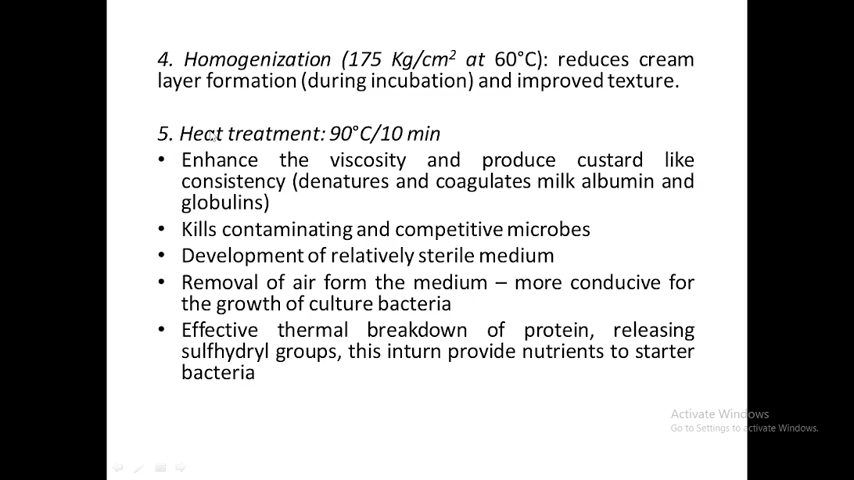 4. Homogenization (175 Kg/cm² at 60°C): reduces cream
layer formation (during incubation) and improved texture.
5. Heat treatment: 90°C/10 min
• Enhance the viscosity and produce custard like
consistency (denatures and coagulates milk albumin and
globulins)
• Kills contaminating and competitive microbes
• Development of relatively sterile medium
• Removal of air form the medium – more conducive for
the growth of culture bacteria
• Effective thermal breakdown of protein, releasing
sulfhydryl groups, this inturn provide nutrients to starter
bacteria
Activate Windows
Go to Settings to activate Windows.